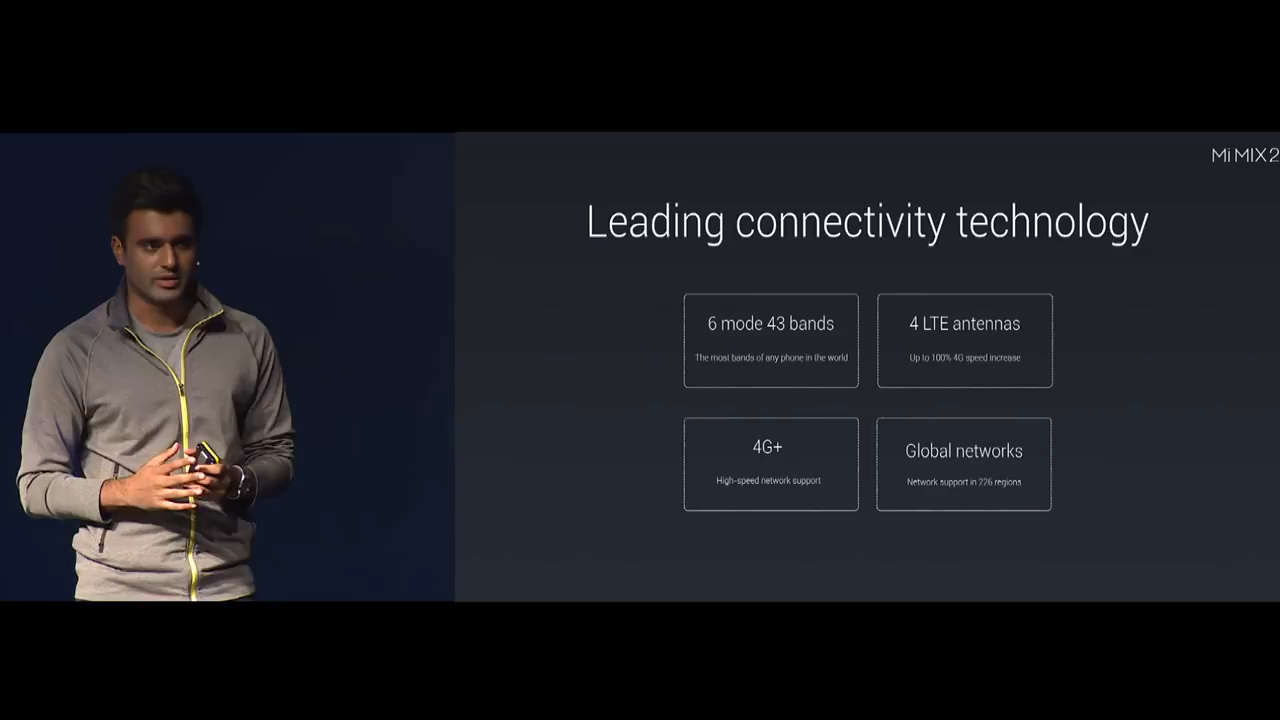 Mi MIX 2
Leading connectivity technology
6 mode 43 bands
The most bands of any phone in the world
4 LTE antennas
Up to 100% 4G speed increase
4G+
High-speed network support
Global networks
Network support in 226 regions